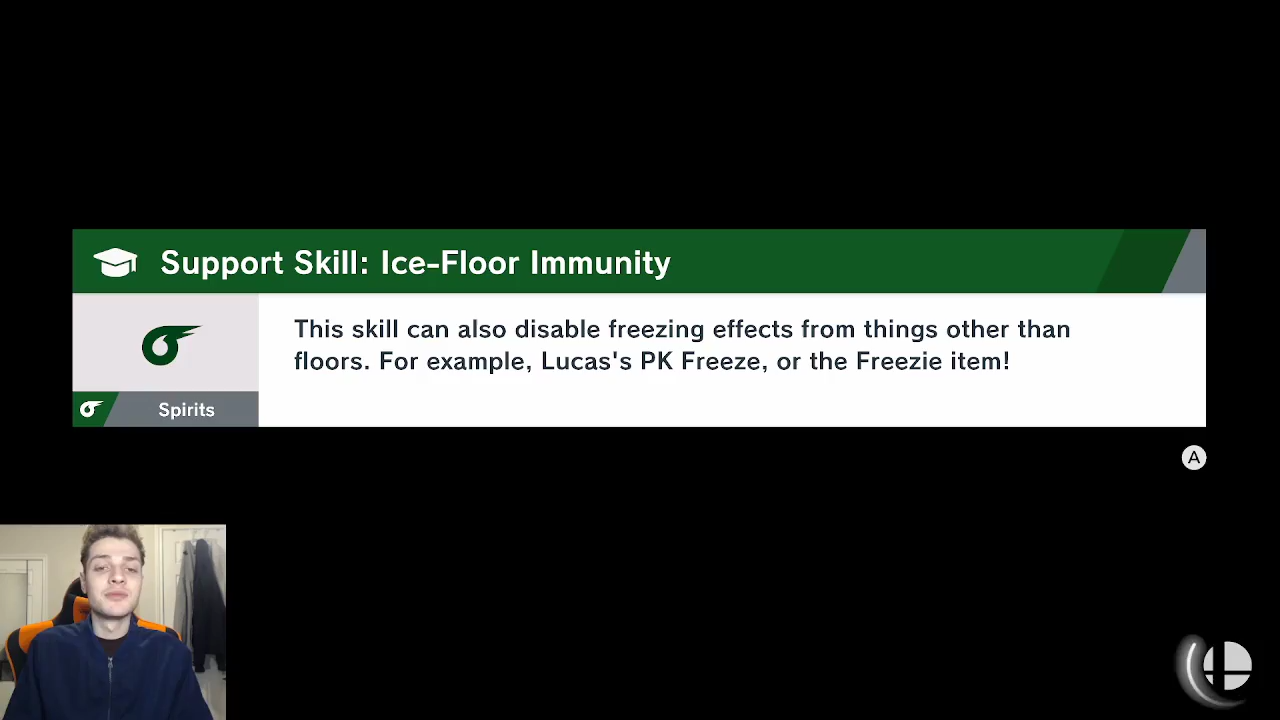 Support Skill: Ice-Floor Immunity
This skill can also disable freezing effects from things other than
floors. For example, Lucas's PK Freeze, or the Freezie item!
Spirits
A